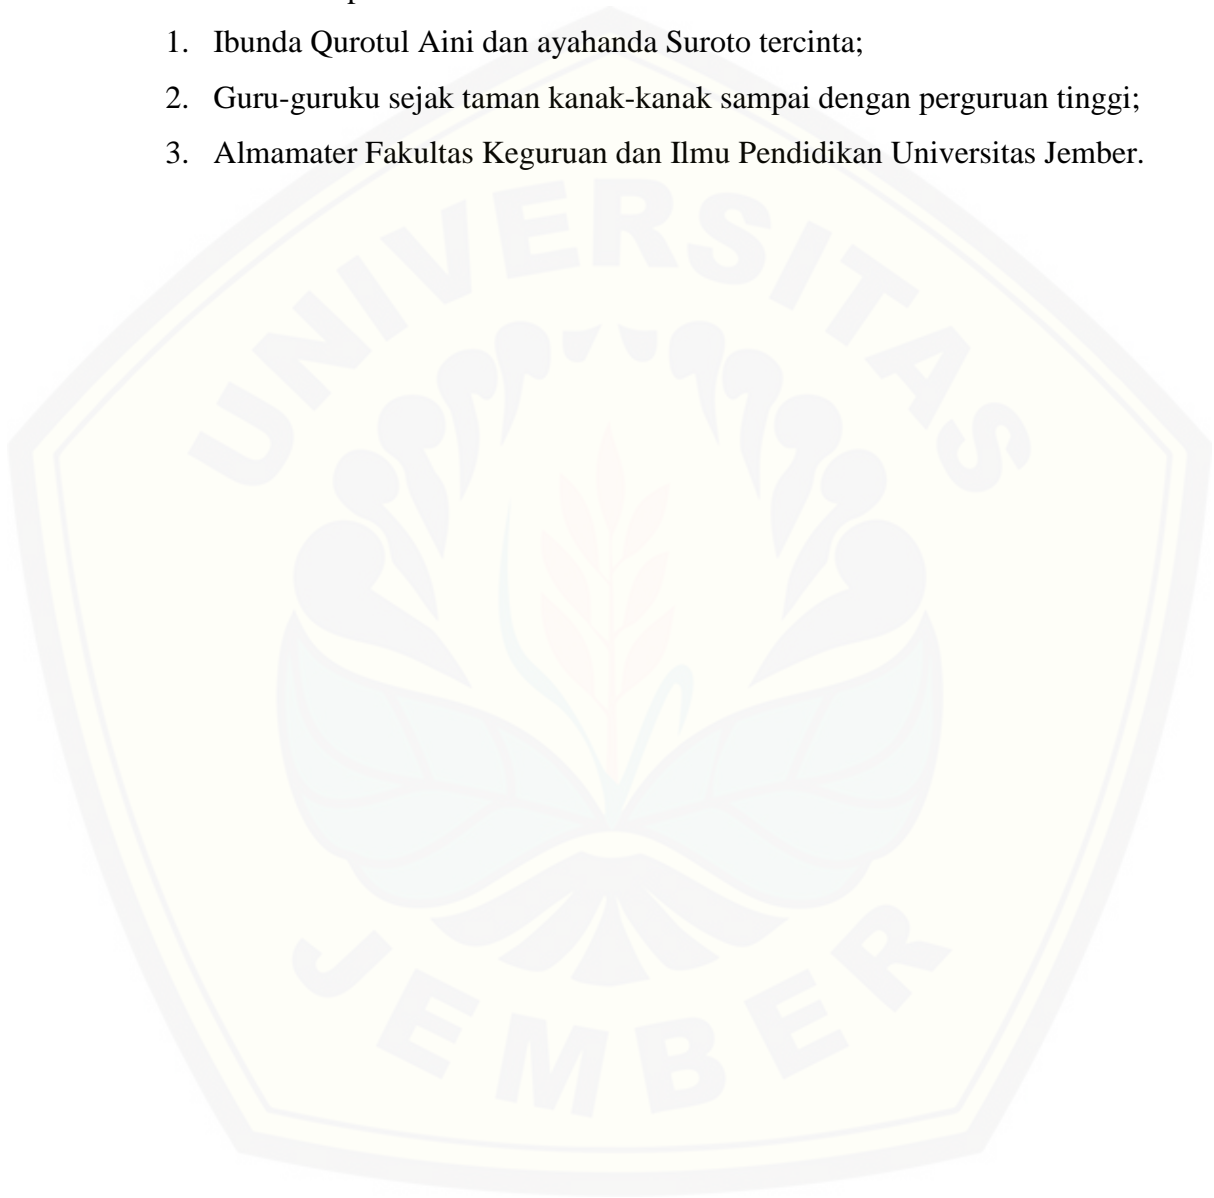 1. Ibunda Qurotul Aini dan ayahanda Suroto tercinta;
2. Guru-guruku sejak taman kanak-kanak sampai dengan perguruan tinggi;
3. Almamater Fakultas Keguruan dan Ilmu Pendidikan Universitas Jember.
UNIVERSITAS
JEMBER